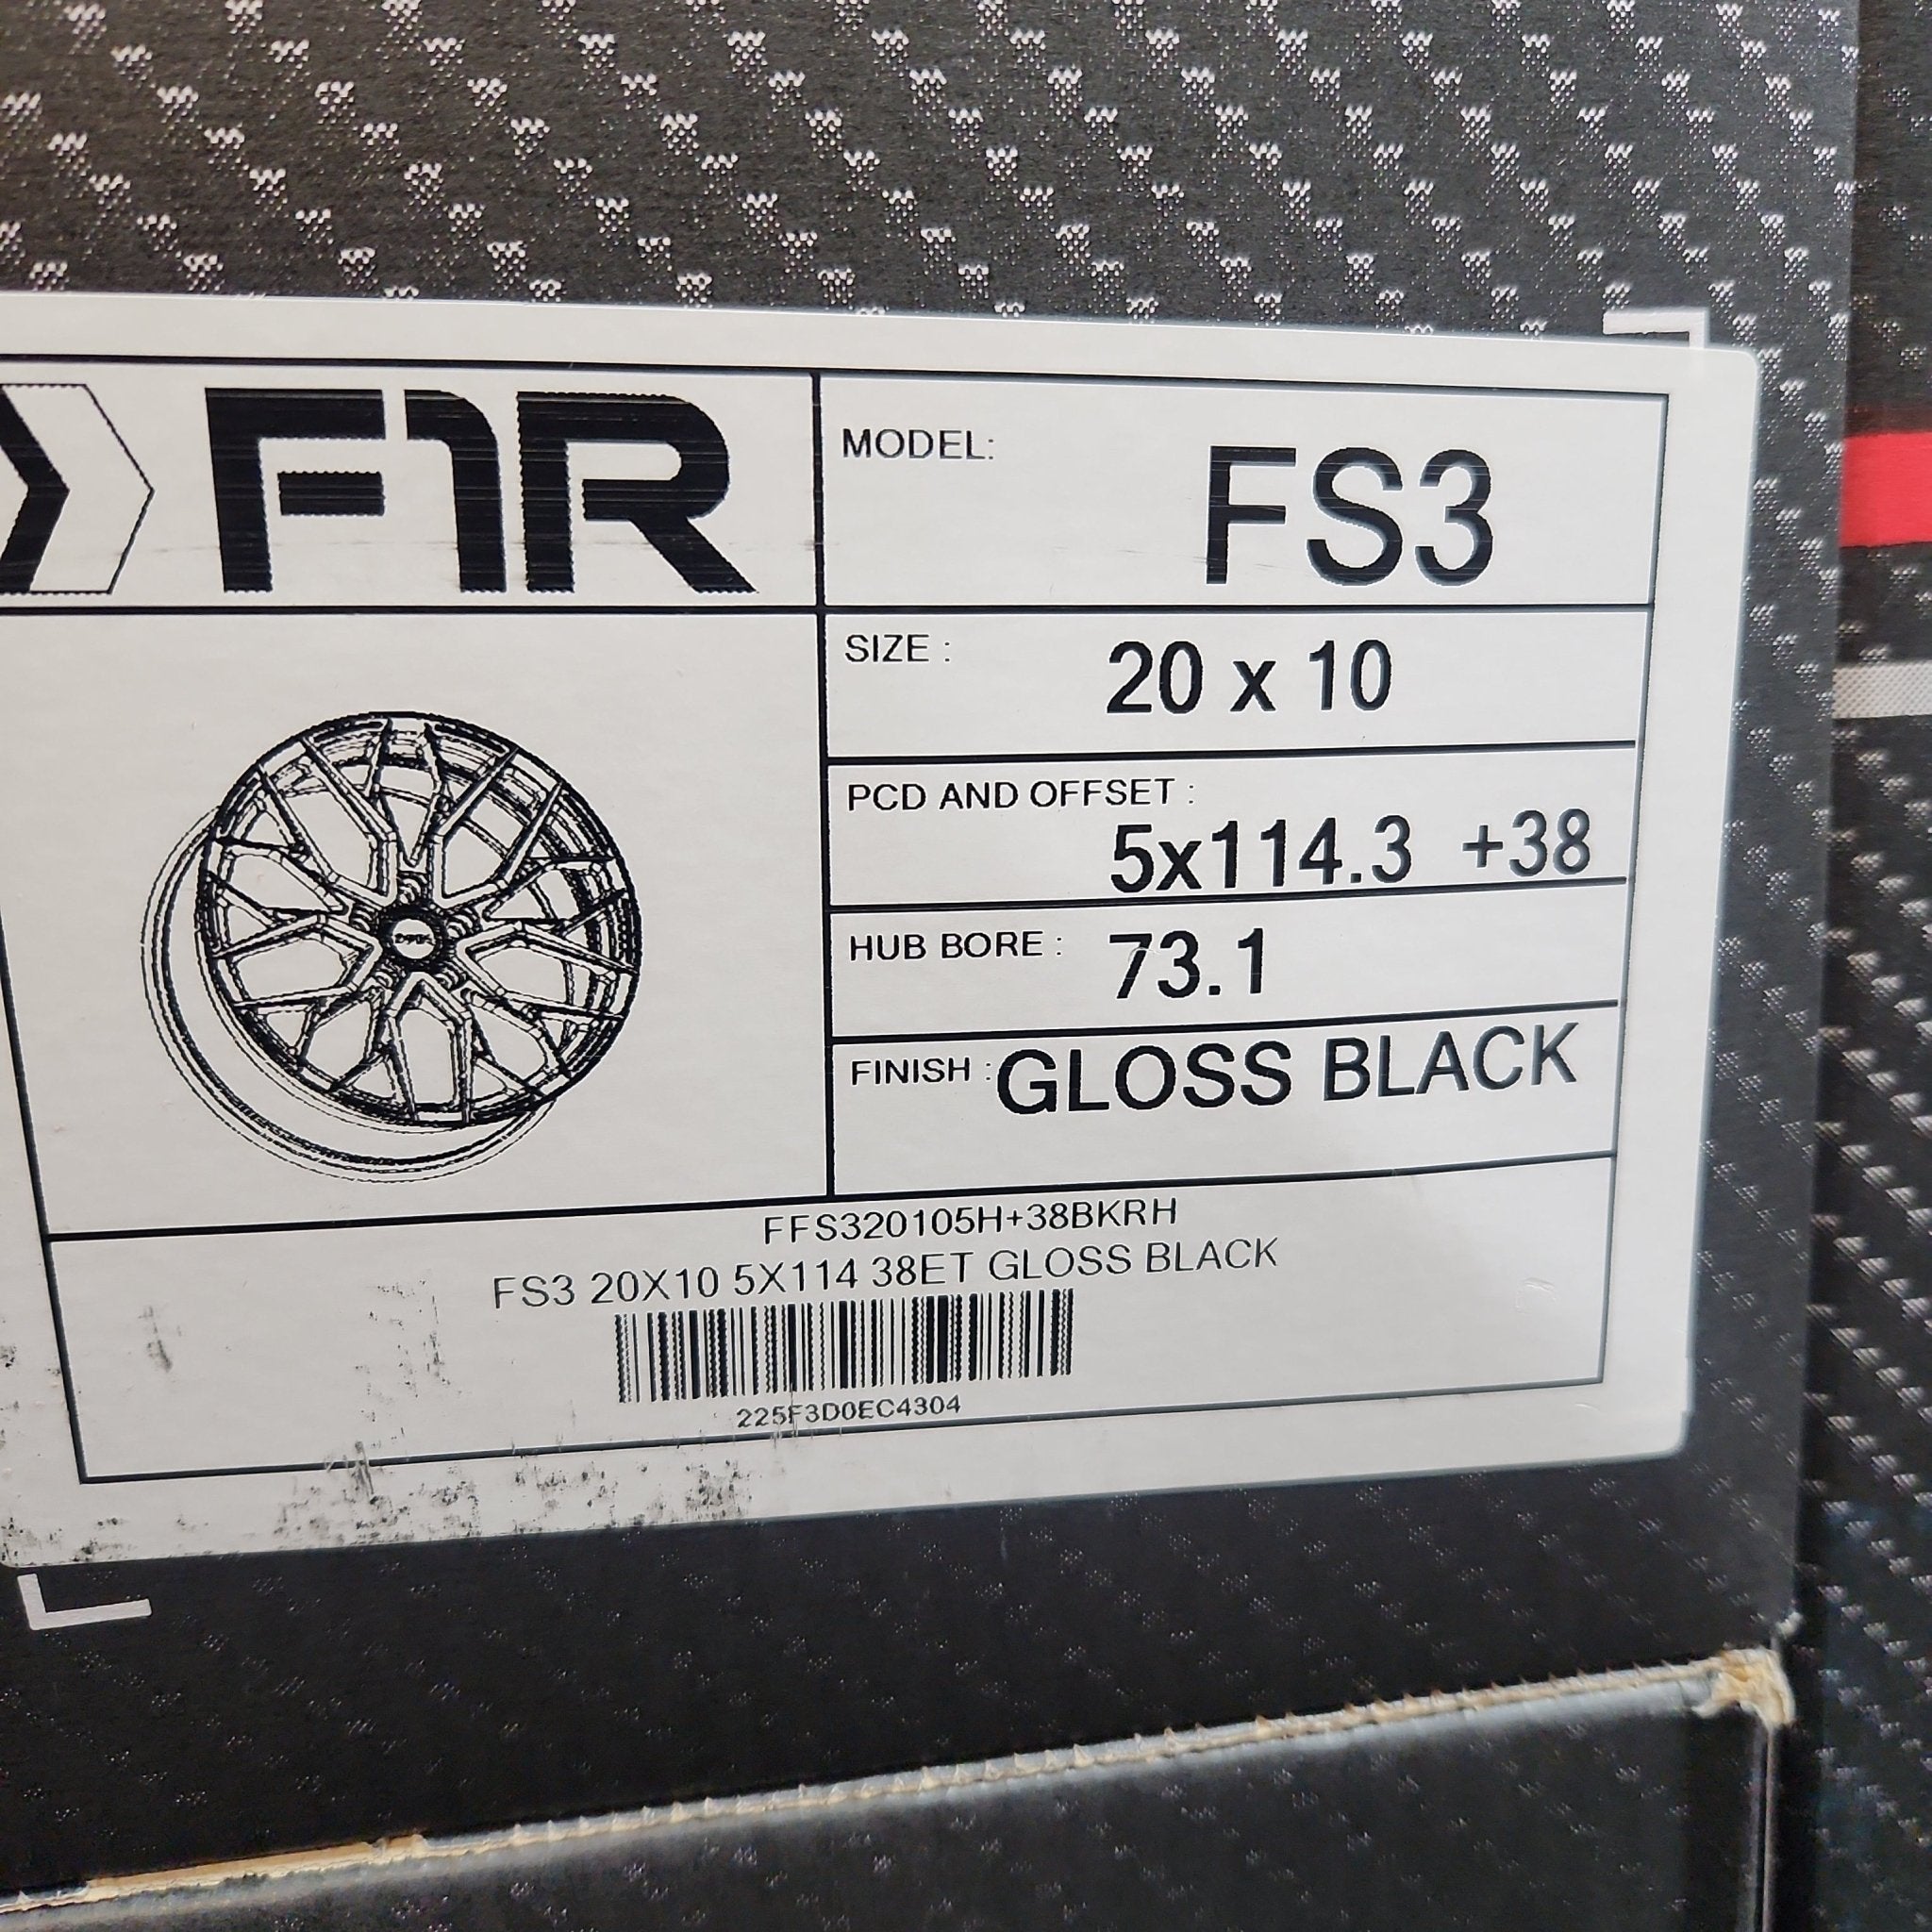 F1R
MODEL: FS3
SIZE : 20 x 10
PCD AND OFFSET :
5x114.3 +38
HUB BORE : 73.1
FINISH : GLOSS BLACK
FFS320105H+38BKRH
FS3 20X10 5X114 38ET GLOSS BLACK
225F3D0EC4304